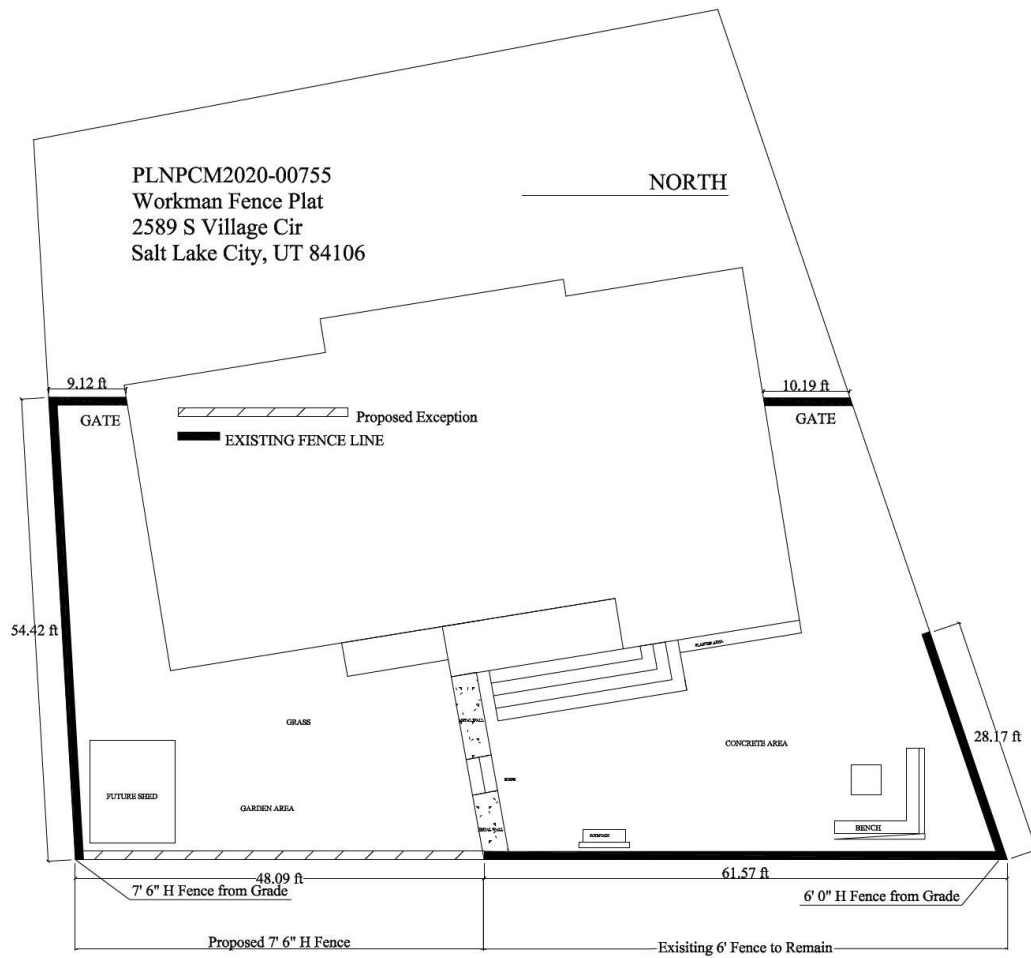 PLNPCM2020-00755
Workman Fence Plat
2589 S Village Cir
Salt Lake City, UT 84106
NORTH
9.12 ft
GATE
Proposed Exception
EXISTING FENCE LINE
10.19 ft
GATE
54.42 ft
PLANTER AREA
GRASS
CONCRETE AREA
28.17 ft
FUTURE SHED
GARDEN AREA
BENCH
48.09 ft
61.57 ft
7' 6" H Fence from Grade
6' 0" H Fence from Grade
Proposed 7' 6" H Fence
Exisiting 6' Fence to Remain